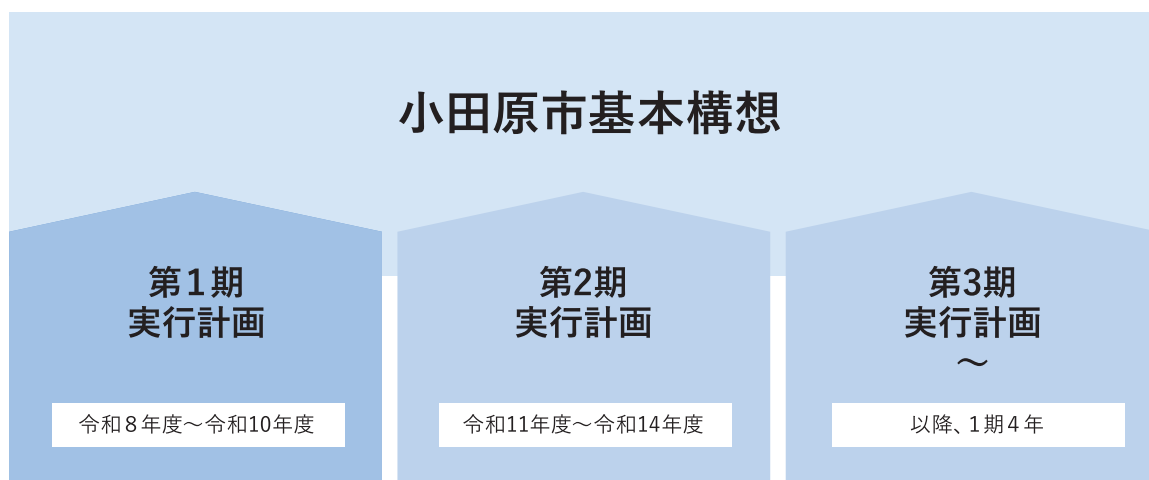 小田原市基本構想
第１期
実行計画
令和８年度～令和10年度
第2期
実行計画
令和11年度～令和14年度
第3期
実行計画
～
以降、1期４年